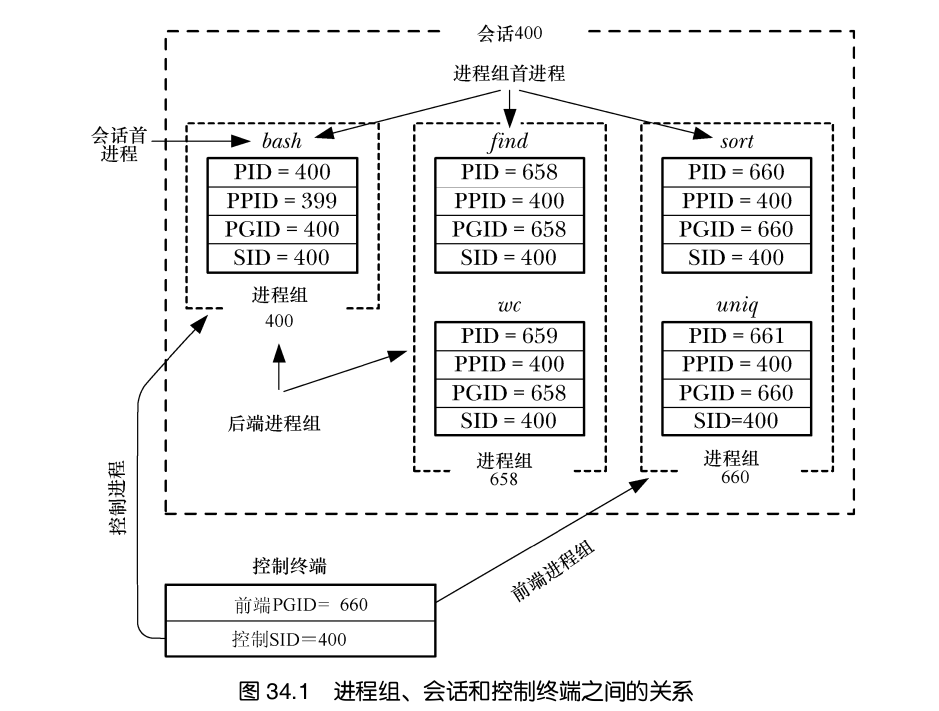 会话400
进程组首进程
会话首
进程
bash
PID = 400
PPID = 399
PGID = 400
SID = 400
进程组
400
find
PID = 658
PPID = 400
PGID = 658
SID = 400
wc
PID = 659
PPID = 400
PGID = 658
SID = 400
进程组
658
sort
PID = 660
PPID = 400
PGID = 660
SID = 400
uniq
PID = 661
PPID = 400
PGID = 660
SID=400
进程组
660
后端进程组
控制进程
前端进程组
控制终端
前端PGID= 660
控制SID=400
图 34.1 进程组、会话和控制终端之间的关系